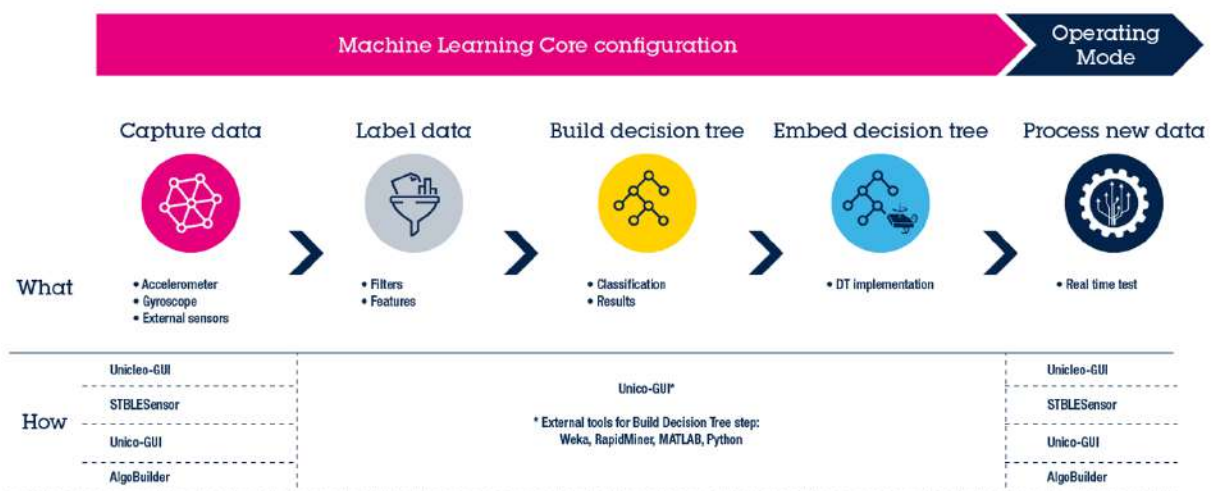 Machine Learning Core configuration
Operating
Mode
Capture data
Label data
Build decision tree
Embed decision tree
Process new data
What
• Accelerometer
• Gyroscope
• External sensors
• Filters
• Features
• Classification
• Results
• DT implementation
• Real time test
How
Unicleo-GUI
STBLESensor
Unico-GUI
AlgoBuilder
Unico-GUI*
* External tools for Build Decision Tree step:
Weka, RapidMiner, MATLAB, Python
Unicleo-GUI
STBLESensor
Unico-GUI
AlgoBuilder